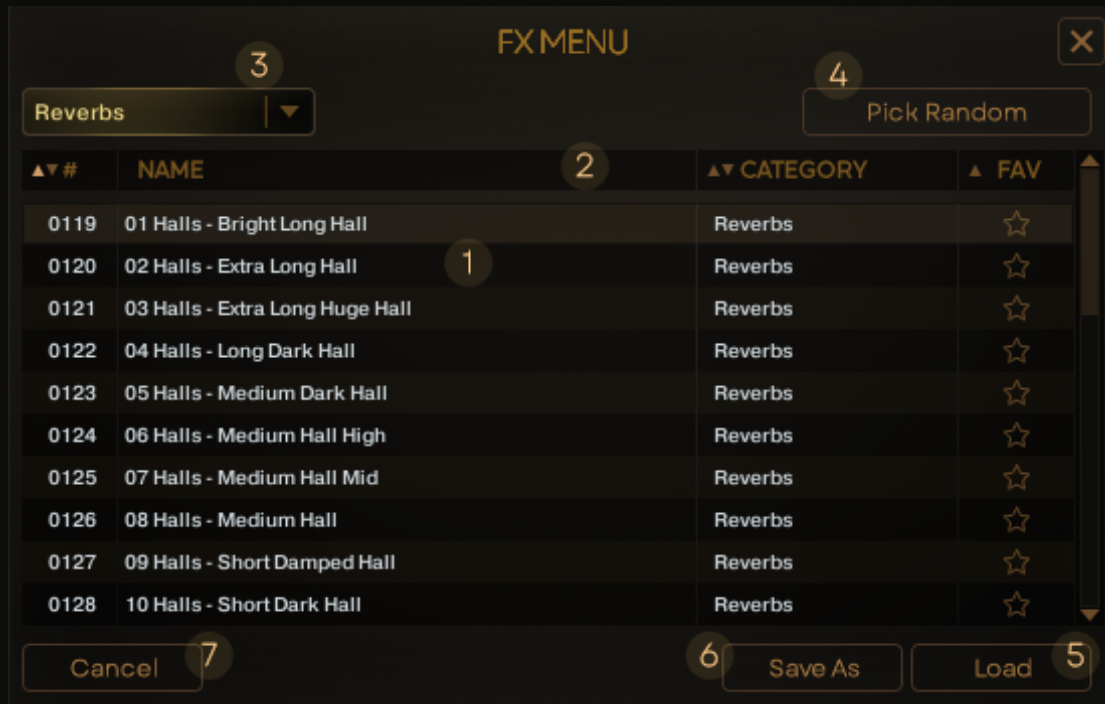 FX MENU
3
4
Reverbs
Pick Random
# NAME 2 CATEGORY FAV
0119 01 Halls - Bright Long Hall Reverbs
0120 02 Halls - Extra Long Hall 1 Reverbs
0121 03 Halls - Extra Long Huge Hall Reverbs
0122 04 Halls - Long Dark Hall Reverbs
0123 05 Halls - Medium Dark Hall Reverbs
0124 06 Halls - Medium Hall High Reverbs
0125 07 Halls - Medium Hall Mid Reverbs
0126 08 Halls - Medium Hall Reverbs
0127 09 Halls - Short Damped Hall Reverbs
0128 10 Halls - Short Dark Hall Reverbs
Cancel 7 6 Save As Load 5